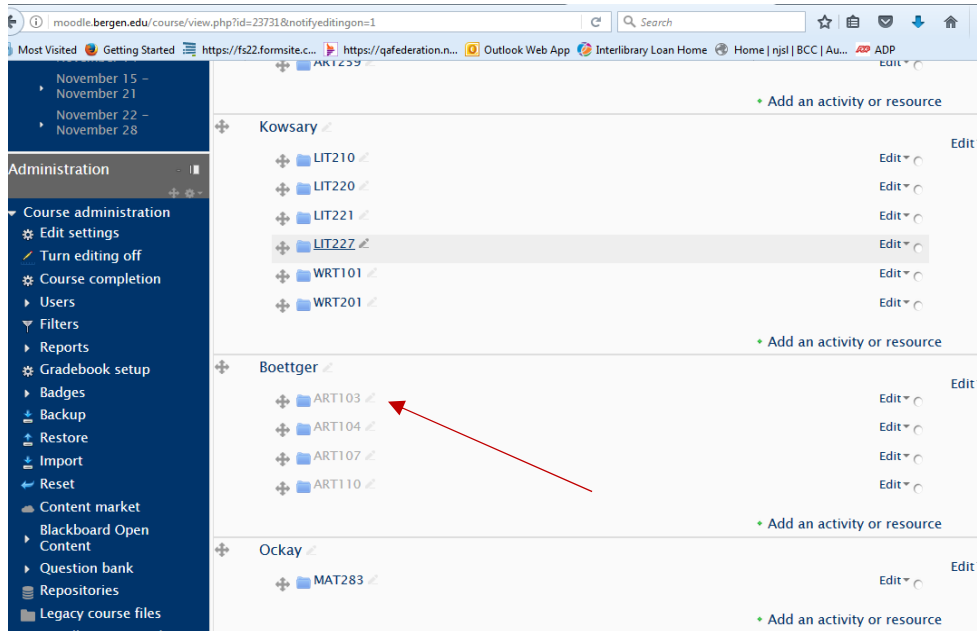 moodle.bergen.edu/course/view.php?id=23731&notifyeditingon=1
Search
Most Visited Getting Started https://fs22.formsite.c... https://qafederation.n... Outlook Web App Interlibrary Loan Home Home | njsl | BCC | Au... ADP
November 15 –
November 21
November 22 –
November 28
Administration
Course administration
Edit settings
Turn editing off
Course completion
Users
Filters
Reports
Gradebook setup
Badges
Backup
Restore
Import
Reset
Content market
Blackboard Open
Content
Question bank
Repositories
Legacy course files
ART259 Edit
Add an activity or resource
Kowsary
Edit
LIT210 Edit
LIT220 Edit
LIT221 Edit
LIT227 Edit
WRT101 Edit
WRT201 Edit
Add an activity or resource
Boettger
Edit
ART103 Edit
ART104 Edit
ART107 Edit
ART110 Edit
Add an activity or resource
Ockay
Edit
MAT283 Edit
Add an activity or resource